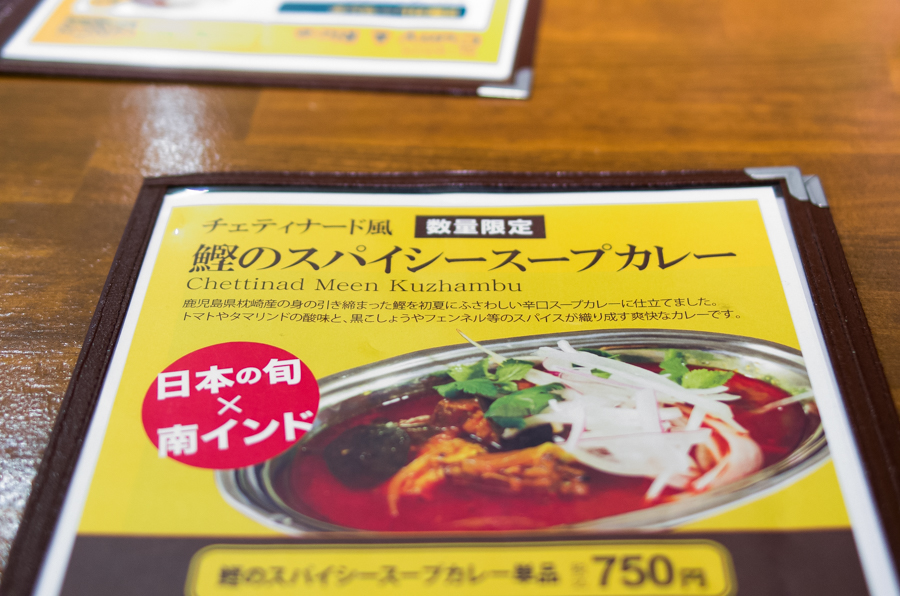 チェティナード風 数量限定
鰹のスパイシースープカレー
Chettinad Meen Kuzhambu
鹿児島県枕崎産の身の引き締まった鰹を初夏にふさわしい辛口スープカレーに仕立てました。
トマトやタマリンドの酸味と、黒こしょうやフェンネル等のスパイスが織り成す爽快なカレーです。
日本の旬
×
南インド
鰹のスパイシースープカレー単品 税込 750円